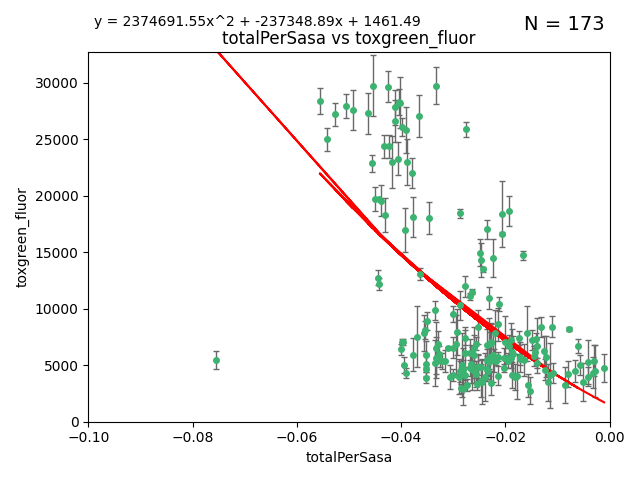 y = 2374691.55x^2 + -237348.89x + 1461.49
N = 173
totalPerSasa vs toxgreen_fluor
30000
25000
20000
15000
10000
5000
0
toxgreen_fluor
−0.10
−0.08
−0.06
−0.04
−0.02
0.00
totalPerSasa